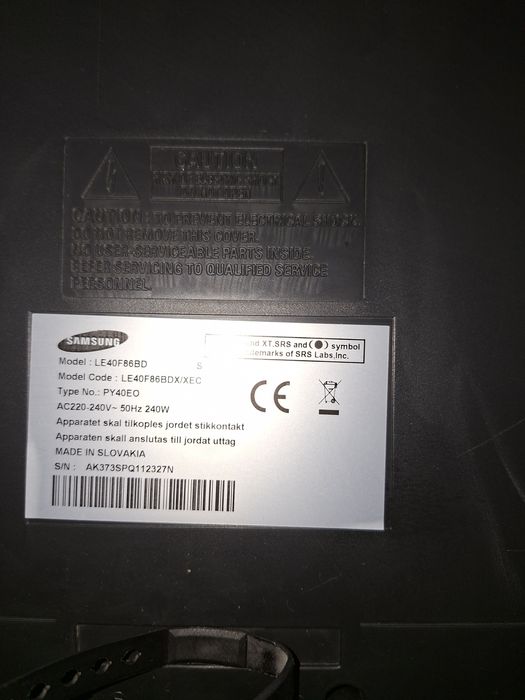 CAUTION
RISK OF ELECTRIC SHOCK
DO NOT OPEN
CAUTION: TO PREVENT ELECTRICAL SHOCK,
DO NOT REMOVE THIS COVER.
NO USER-SERVICEABLE PARTS INSIDE.
REFER SERVICING TO QUALIFIED SERVICE
PERSONNEL.
SAMSUNG
XT.SRS and (●) symbol
of SRS Labs,Inc.
Model : LE40F86BD S
Model Code : LE40F86BDX/XEC
Type No.: PY40EO
AC220-240V~ 50Hz 240W
Apparatet skal tilkoples jordet stikkontakt
Apparaten skall anslutas till jordat uttag
MADE IN SLOVAKIA
S/N : AK373SPQ112327N
CE